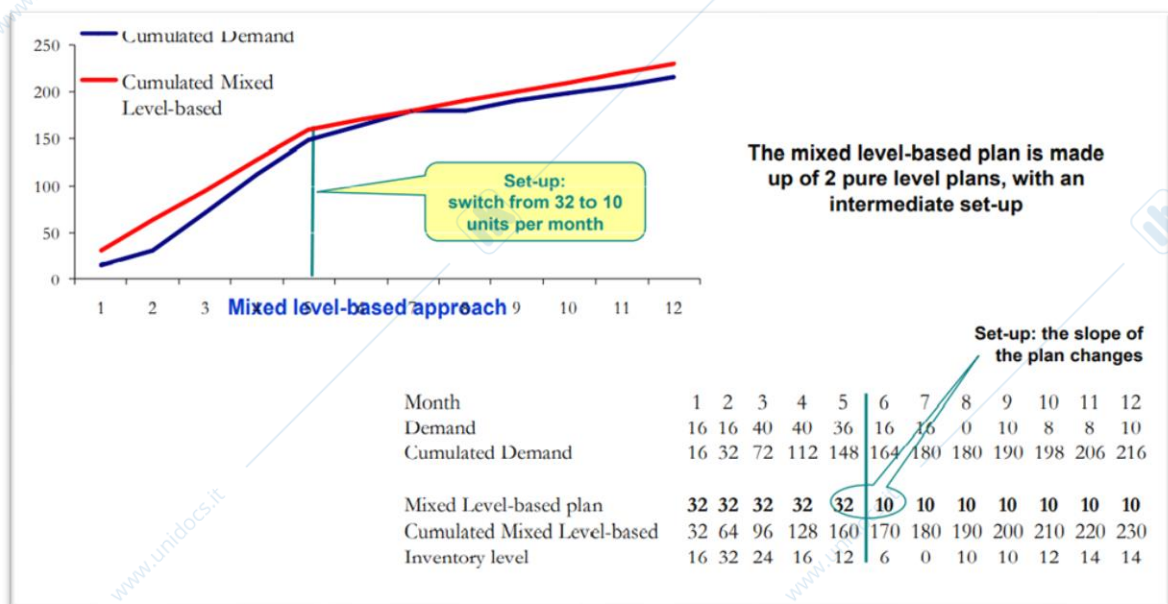 Cumulated Demand
Cumulated Mixed
Level-based
250
200
150
100
50
0
1 2 3 4 5 6 7 8 9 10 11 12
Mixed level-based approach
Set-up:
switch from 32 to 10
units per month
The mixed level-based plan is made
up of 2 pure level plans, with an
intermediate set-up
Set-up: the slope of
the plan changes
Month 1 2 3 4 5 6 7 8 9 10 11 12
Demand 16 16 40 40 36 16 16 0 10 8 8 10
Cumulated Demand 16 32 72 112 148 164 180 180 190 198 206 216
Mixed Level-based plan 32 32 32 32 32 10 10 10 10 10 10 10
Cumulated Mixed Level-based 32 64 96 128 160 170 180 190 200 210 220 230
Inventory level 16 32 24 16 12 6 0 10 10 12 14 14
www.unidocs.it